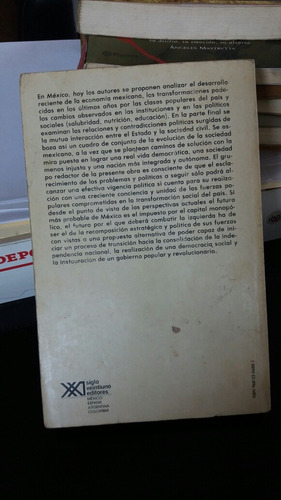 ÁNGELES MASTRETTA
En México, hoy los autores se proponen analizar el desarrollo
reciente de la economía mexicana, las transformaciones pade-
cidas en los últimos años por las clases populares del país y
los cambios observados en las instituciones y en las políticas
sociales (salubridad, nutrición, educación). En la parte final se
examinan las relaciones y contradicciones políticas surgidas de
la mutua interacción entre el Estado y la sociedad civil. Se es-
boza así un cuadro de conjunto de la evolución de la sociedad
mexicana, a la vez que se plantean caminos de solución con la
mira puesta en lograr una real vida democrática, una sociedad
menos injusta y una nación más integrada y autónoma. El gru-
po redactor de la presente obra es consciente de que el escla-
recimiento de los problemas y políticas a seguir sólo podrá al-
canzar una efectiva vigencia política si cuenta para su realiza-
ción con una creciente conciencia y unidad de las fuerzas po-
pulares comprometidas en la transformación social del país. Si
desde el punto de vista de las perspectivas actuales el futuro
más probable de México es el impuesto por el capital monopó-
lico, el futuro por el que deberá combatir la izquierda ha de
ser el du la recomposición estratégica y política de sus fuerzas
con vistas a una propuesta alternativa de poder capaz de ini-
ciar un proceso de transición hacia la consolidación de la inde-
pendencia nacional, la realización de una democracia social y
la instauración de un gobierno popular y revolucionario.
DEPO
siglo
veintiuno
editores
MÉXICO
ESPAÑA
ARGENTINA
COLOMBIA